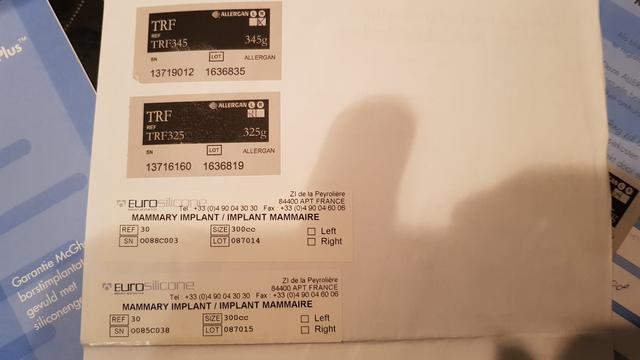 ALLERGAN L R
TRF
REF
TRF345 345g
SN LOT ALLERGAN
13719012 1636835
ALLERGAN L R
TRF
REF
TRF325 325g
SN LOT ALLERGAN
13716160 1636819
eurosilicone
ZI de la Peyrolière
84400 APT FRANCE
Tel : +33 (0)4 90 04 30 30 Fax : +33 (0)4 90 04 60 06
MAMMARY IMPLANT / IMPLANT MAMMAIRE
REF 30 SIZE 300cc Left
SN 0088C003 LOT 087014 Right
eurosilicone
ZI de la Peyrolière
84400 APT FRANCE
Tel : +33 (0)4 90 04 30 30 Fax : +33 (0)4 90 04 60 06
MAMMARY IMPLANT / IMPLANT MAMMAIRE
REF 30 SIZE 300cc Left
SN 0085C038 LOT 087015 Right
Plus™
Garantie McGh
borstimplantat
gevuld met
siliconeng